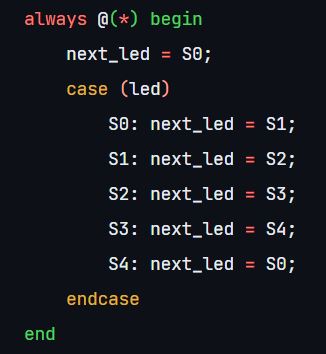 always @(*) begin
    next_led = S0;
    case (led)
        S0: next_led = S1;
        S1: next_led = S2;
        S2: next_led = S3;
        S3: next_led = S4;
        S4: next_led = S0;
    endcase
end